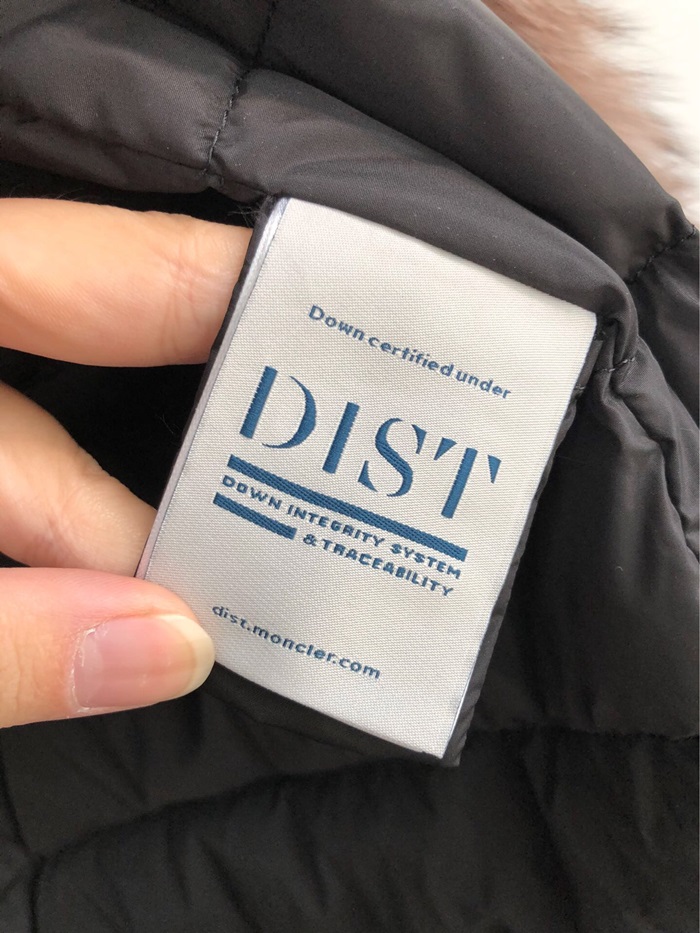 Down certified under
DIST
DOWN INTEGRITY SYSTEM
& TRACEABILITY
dist.moncler.com